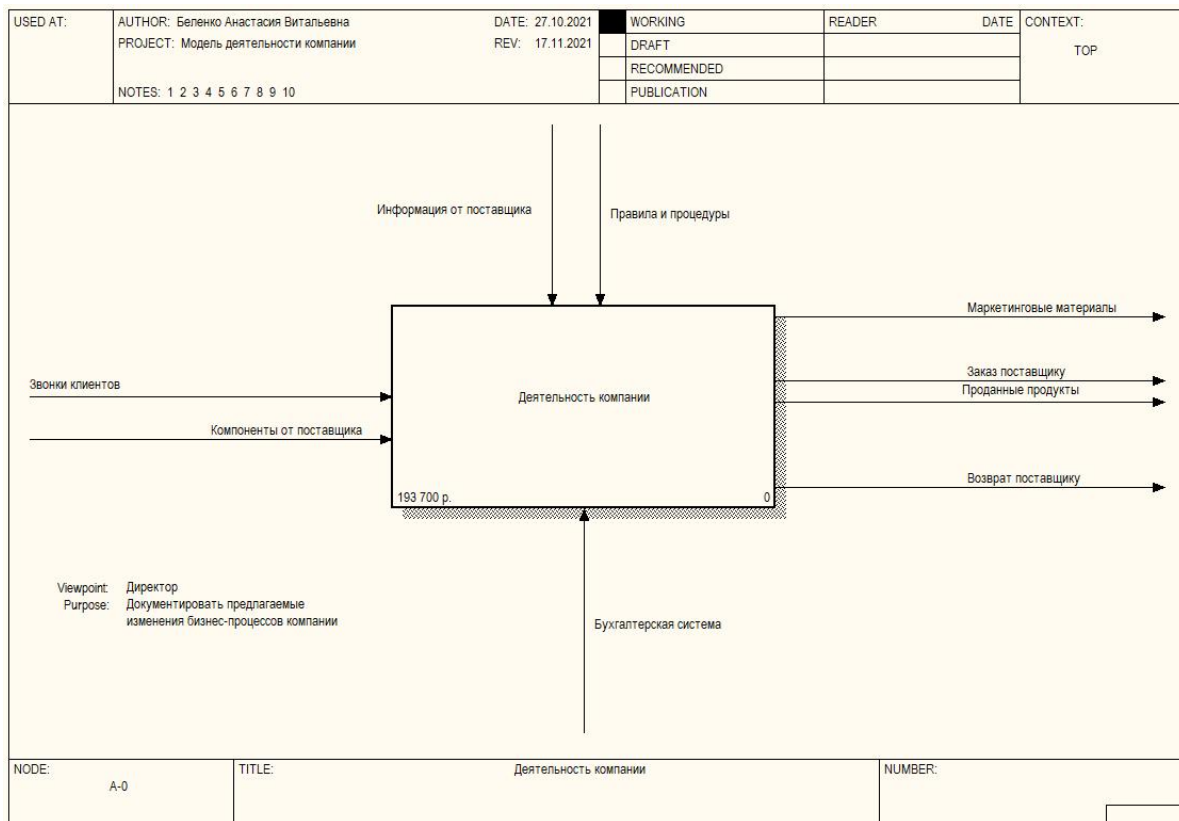 USED AT:
AUTHOR: Беленко Анастасия Витальевна
DATE: 27.10.2021
WORKING
READER
DATE
CONTEXT:
PROJECT: Модель деятельности компании
REV: 17.11.2021
DRAFT
TOP
RECOMMENDED
NOTES: 1 2 3 4 5 6 7 8 9 10
PUBLICATION
Информация от поставщика
Правила и процедуры
Маркетинговые материалы
Заказ поставщику
Звонки клиентов
Проданные продукты
Деятельность компании
Компоненты от поставщика
Возврат поставщику
193 700 р.
0
Viewpoint: Директор
Purpose: Документировать предлагаемые
изменения бизнес-процессов компании
Бухгалтерская система
NODE:
TITLE:
Деятельность компании
NUMBER:
A-0